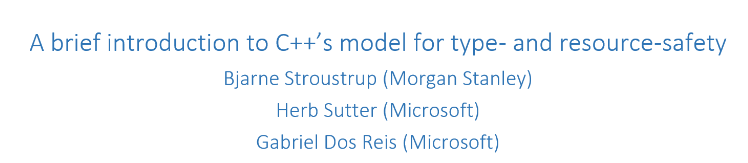 A brief introduction to C++’s model for type- and resource-safety
Bjarne Stroustrup (Morgan Stanley)
Herb Sutter (Microsoft)
Gabriel Dos Reis (Microsoft)